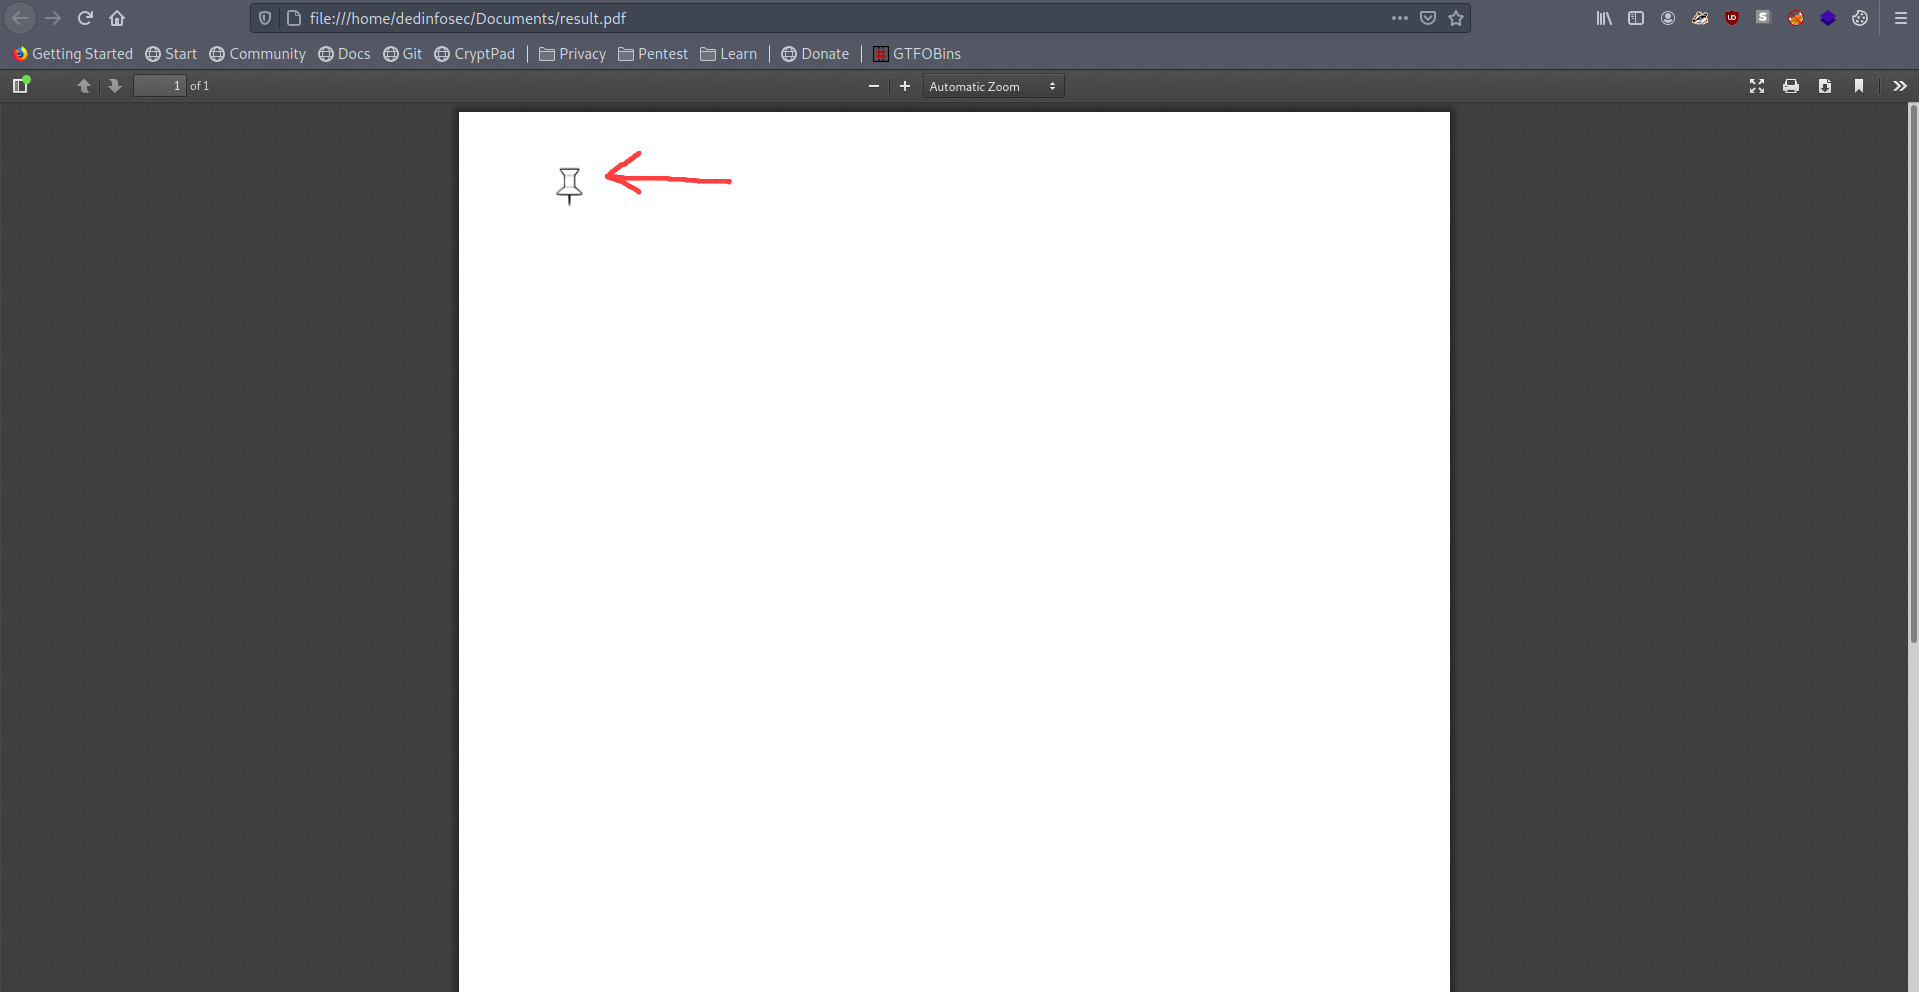 file:///home/dedinfosec/Documents/result.pdf
Getting Started Start Community Docs Git CryptPad Privacy Pentest Learn Donate GTFOBins
1 of 1 Automatic Zoom